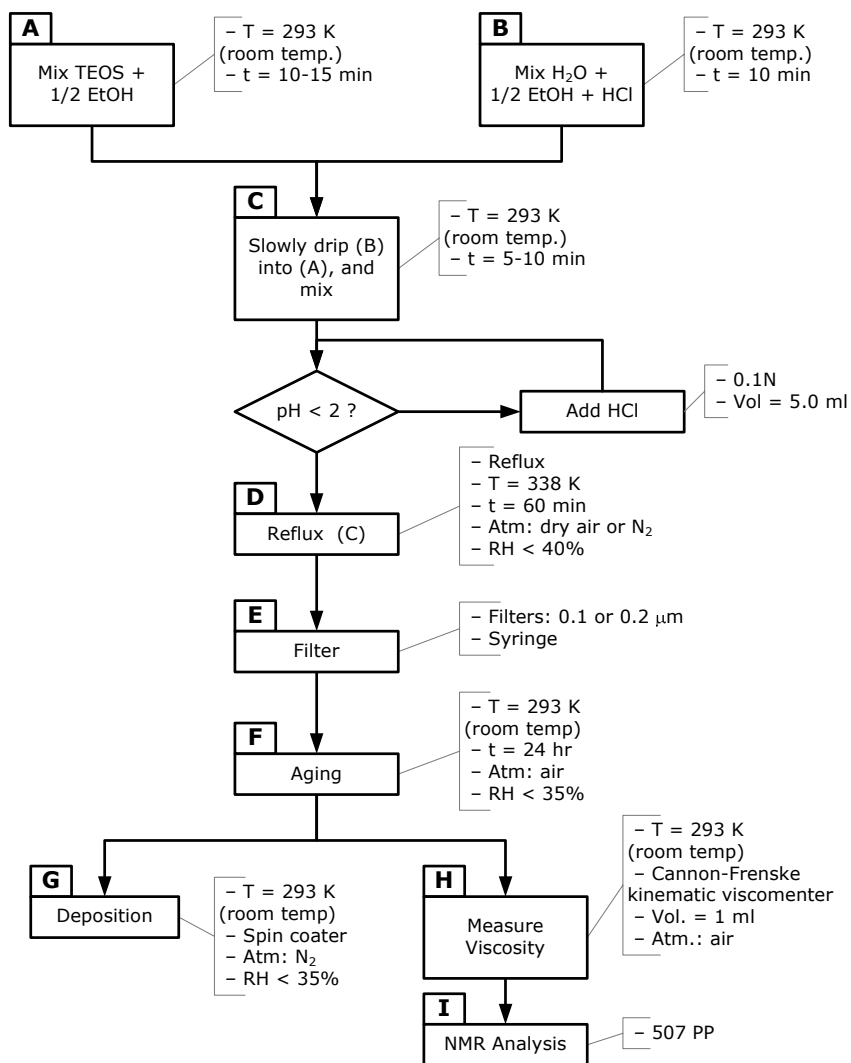 A
Mix TEOS +
1/2 EtOH
– T = 293 K
(room temp.)
– t = 10-15 min
B
Mix H₂O +
1/2 EtOH + HCl
– T = 293 K
(room temp.)
– t = 10 min
C
Slowly drip (B)
into (A), and
mix
– T = 293 K
(room temp.)
– t = 5-10 min
pH < 2 ?
Add HCl
– 0.1N
– Vol = 5.0 ml
D
Reflux (C)
– Reflux
– T = 338 K
– t = 60 min
– Atm: dry air or N₂
– RH < 40%
E
Filter
– Filters: 0.1 or 0.2 μm
– Syringe
F
Aging
– T = 293 K
(room temp)
– t = 24 hr
– Atm: air
– RH < 35%
G
Deposition
– T = 293 K
(room temp)
– Spin coater
– Atm: N₂
– RH < 35%
H
Measure
Viscosity
– T = 293 K
(room temp)
– Cannon-Frenske
kinematic viscomenter
– Vol. = 1 ml
– Atm.: air
I
NMR Analysis
– 507 PP